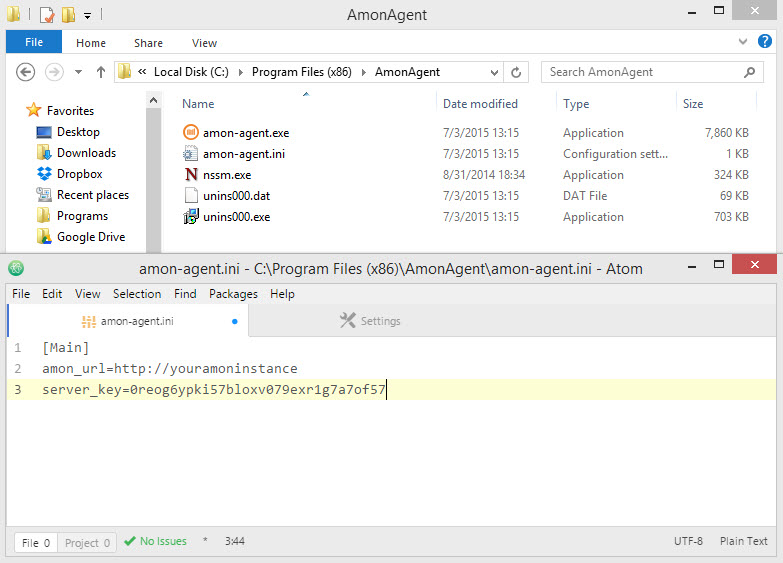 AmonAgent
File Home Share View
« Local Disk (C:) Program Files (x86) AmonAgent Search AmonAgent
Favorites
Desktop
Downloads
Dropbox
Recent places
Programs
Google Drive
Name Date modified Type Size
amon-agent.exe 7/3/2015 13:15 Application 7,860 KB
amon-agent.ini 7/3/2015 13:15 Configuration sett... 1 KB
nssm.exe 8/31/2014 18:34 Application 324 KB
unins000.dat 7/3/2015 13:15 DAT File 69 KB
unins000.exe 7/3/2015 13:15 Application 703 KB
amon-agent.ini - C:\Program Files (x86)\AmonAgent\amon-agent.ini - Atom
File Edit View Selection Find Packages Help
amon-agent.ini Settings
1 [Main]
2 amon_url=http://youramoninstance
3 server_key=0reog6ypki57bloxv079exr1g7a7of57
File 0 Project 0 No Issues * 3:44 UTF-8 Plain Text